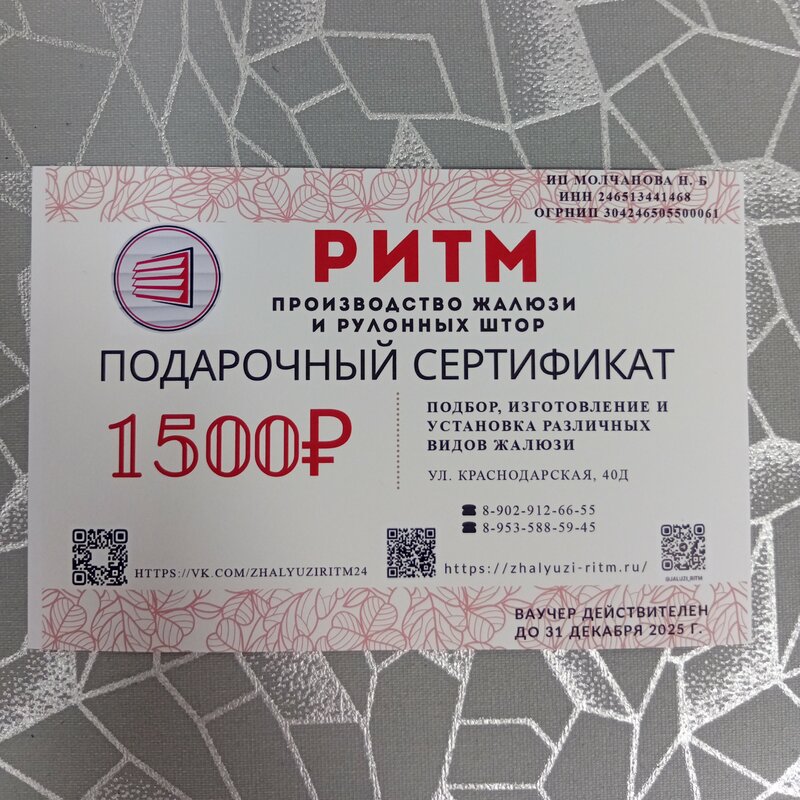 ИП МОЛЧАНОВА Н. Б
ИНН 246513441468
ОГРНИП 304246505500061
РИТМ
ПРОИЗВОДСТВО ЖАЛЮЗИ
И РУЛОННЫХ ШТОР
ПОДАРОЧНЫЙ СЕРТИФИКАТ
1500₽
ПОДБОР, ИЗГОТОВЛЕНИЕ И
УСТАНОВКА РАЗЛИЧНЫХ
ВИДОВ ЖАЛЮЗИ
УЛ. КРАСНОДАРСКАЯ, 40Д
☎ 8-902-912-66-55
☎ 8-953-588-59-45
HTTPS://VK.COM/ZHALYUZIRITM24
https://zhalyuzi-ritm.ru/
@JALUZI_RITM
ВАУЧЕР ДЕЙСТВИТЕЛЕН
ДО 31 ДЕКАБРЯ 2025 Г.